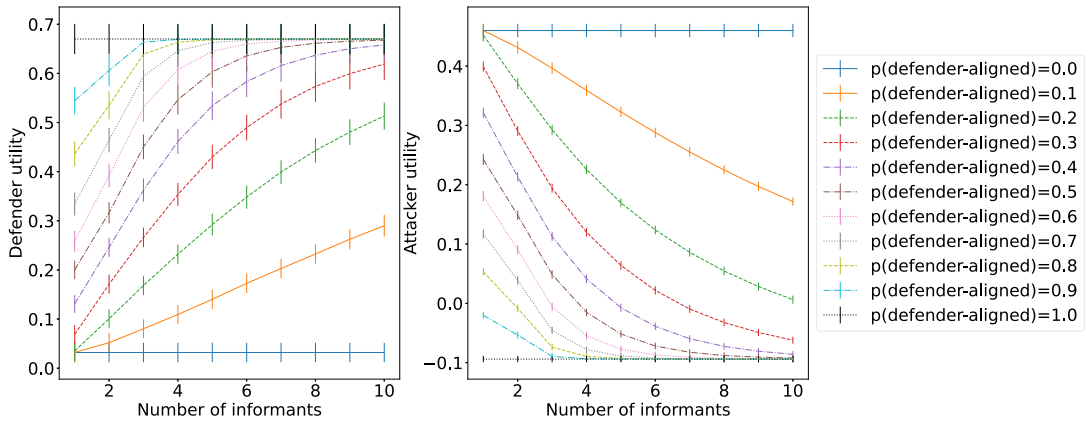 0.7
0.6
0.5
0.4
0.3
0.2
0.1
0.0
Defender utility
2
4
6
8
10
Number of informants
0.4
0.3
0.2
0.1
0.0
−0.1
Attacker utility
2
4
6
8
10
Number of informants
p(defender-aligned)=0.0
p(defender-aligned)=0.1
p(defender-aligned)=0.2
p(defender-aligned)=0.3
p(defender-aligned)=0.4
p(defender-aligned)=0.5
p(defender-aligned)=0.6
p(defender-aligned)=0.7
p(defender-aligned)=0.8
p(defender-aligned)=0.9
p(defender-aligned)=1.0